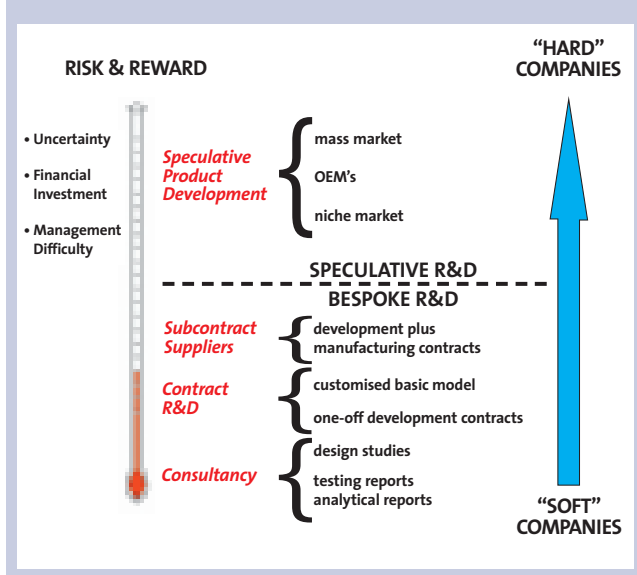 RISK & REWARD
“HARD”
COMPANIES
• Uncertainty
• Financial
Investment
• Management
Difficulty
Speculative
Product
Development
mass market
OEM's
niche market
SPECULATIVE R&D
BESPOKE R&D
Subcontract
Suppliers
development plus
manufacturing contracts
Contract
R&D
customised basic model
one-off development contracts
Consultancy
design studies
testing reports
analytical reports
“SOFT”
COMPANIES